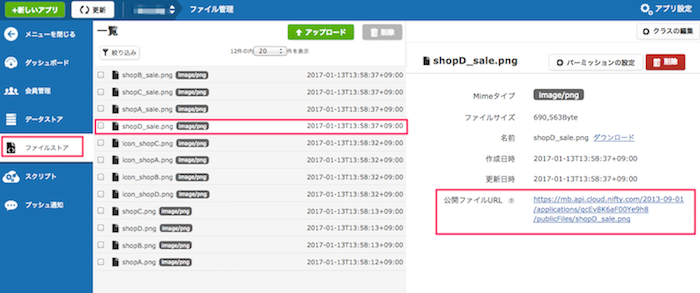 +新しいアプリ
更新
ファイル管理
アプリ設定
メニューを閉じる
ダッシュボード
会員管理
データストア
ファイルストア
スクリプト
プッシュ通知
一覧
アップロード
削除
絞り込み
12件の内 20 件を表示
shopB_sale.png image/png 2017-01-13T13:58:37+09:00
shopC_sale.png image/png 2017-01-13T13:58:37+09:00
shopA_sale.png image/png 2017-01-13T13:58:37+09:00
shopD_sale.png image/png 2017-01-13T13:58:37+09:00
icon_shopC.png image/png 2017-01-13T13:58:32+09:00
icon_shopA.png image/png 2017-01-13T13:58:32+09:00
icon_shopB.png image/png 2017-01-13T13:58:32+09:00
icon_shopD.png image/png 2017-01-13T13:58:32+09:00
shopC.png image/png 2017-01-13T13:58:13+09:00
shopD.png image/png 2017-01-13T13:58:13+09:00
shopB.png image/png 2017-01-13T13:58:13+09:00
shopA.png image/png 2017-01-13T13:58:12+09:00
クラスの編集
shopD_sale.png
パーミッションの設定
削除
Mimeタイプ image/png
ファイルサイズ 690,563Byte
名前 shopD_sale.png ダウンロード
作成日時 2017-01-13T13:58:37+09:00
更新日時 2017-01-13T13:58:37+09:00
公開ファイルURL ? https://mb.api.cloud.nifty.com/2013-09-01
/applications/qcEv8K6aF00Ye9h8
/publicFiles/shopD_sale.png